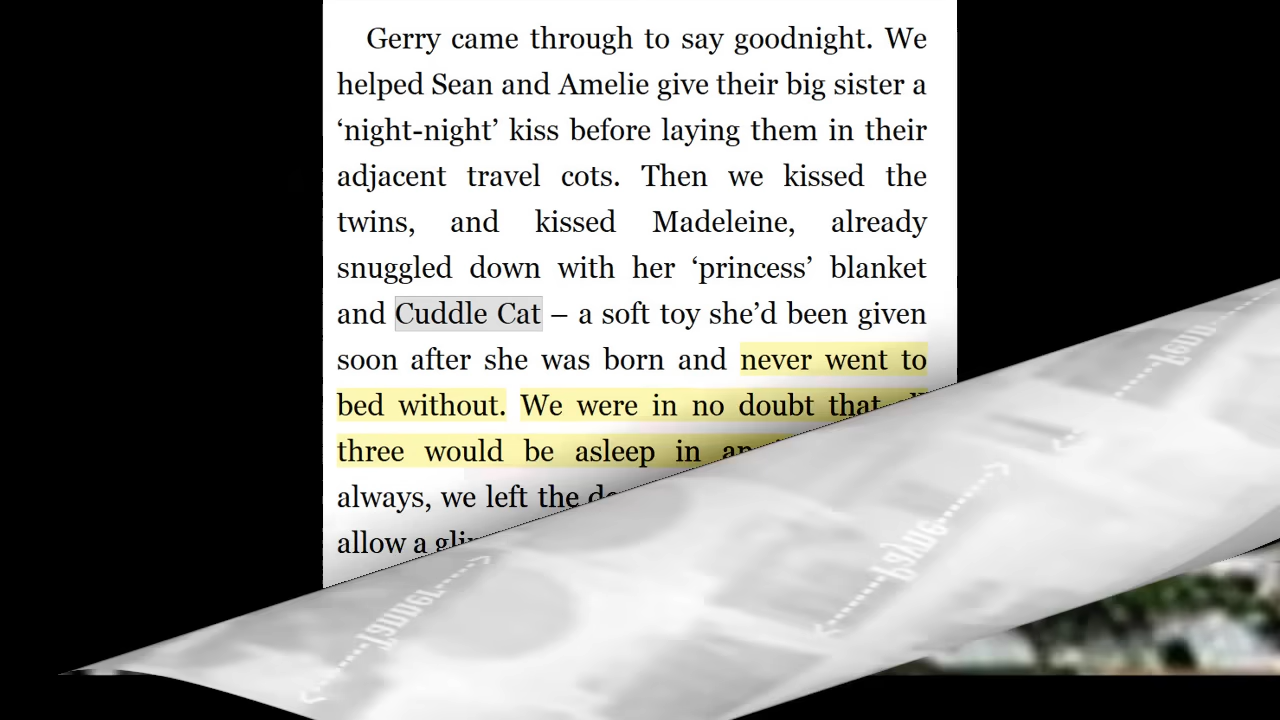 Gerry came through to say goodnight. We
helped Sean and Amelie give their big sister a
‘night-night’ kiss before laying them in their
adjacent travel cots. Then we kissed the
twins, and kissed Madeleine, already
snuggled down with her ‘princess’ blanket
and Cuddle Cat – a soft toy she’d been given
soon after she was born and never went to
bed without. We were in no doubt that
three would be asleep in
always, we left the
allow a